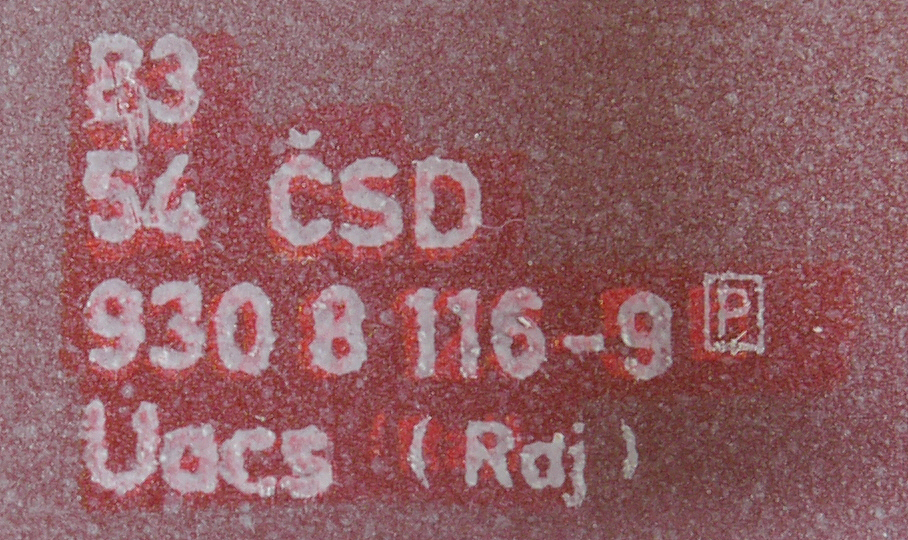 83
54 ČSD
930 8 116-9 P
Uacs (Raj)